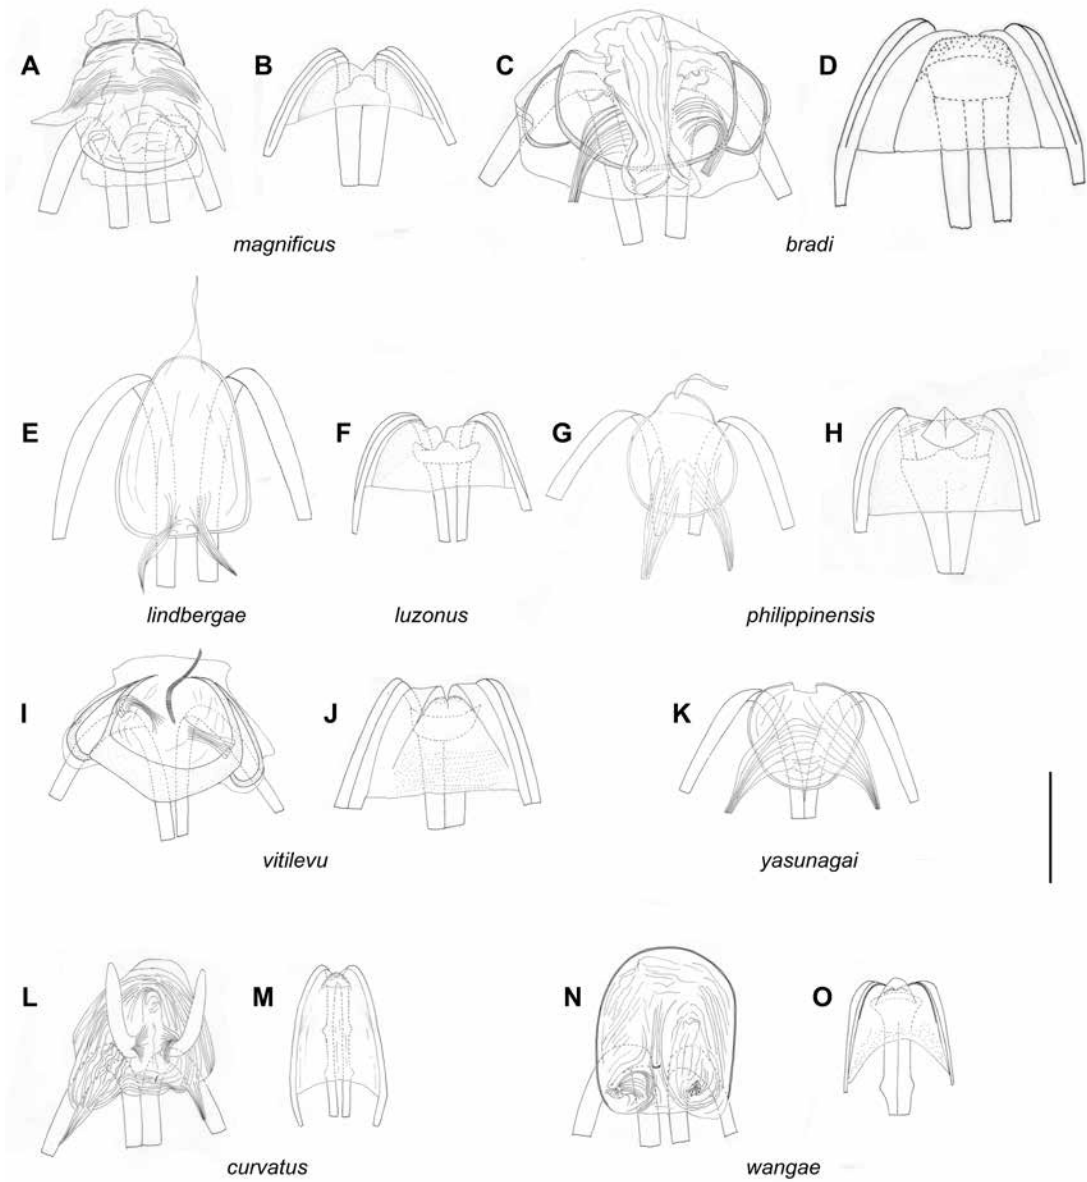 A B C D
magnificus bradi
E F G H
lindbergae luzonus philippinensis
I J K
vitilevu yasunagai
L M N O
curvatus wangae